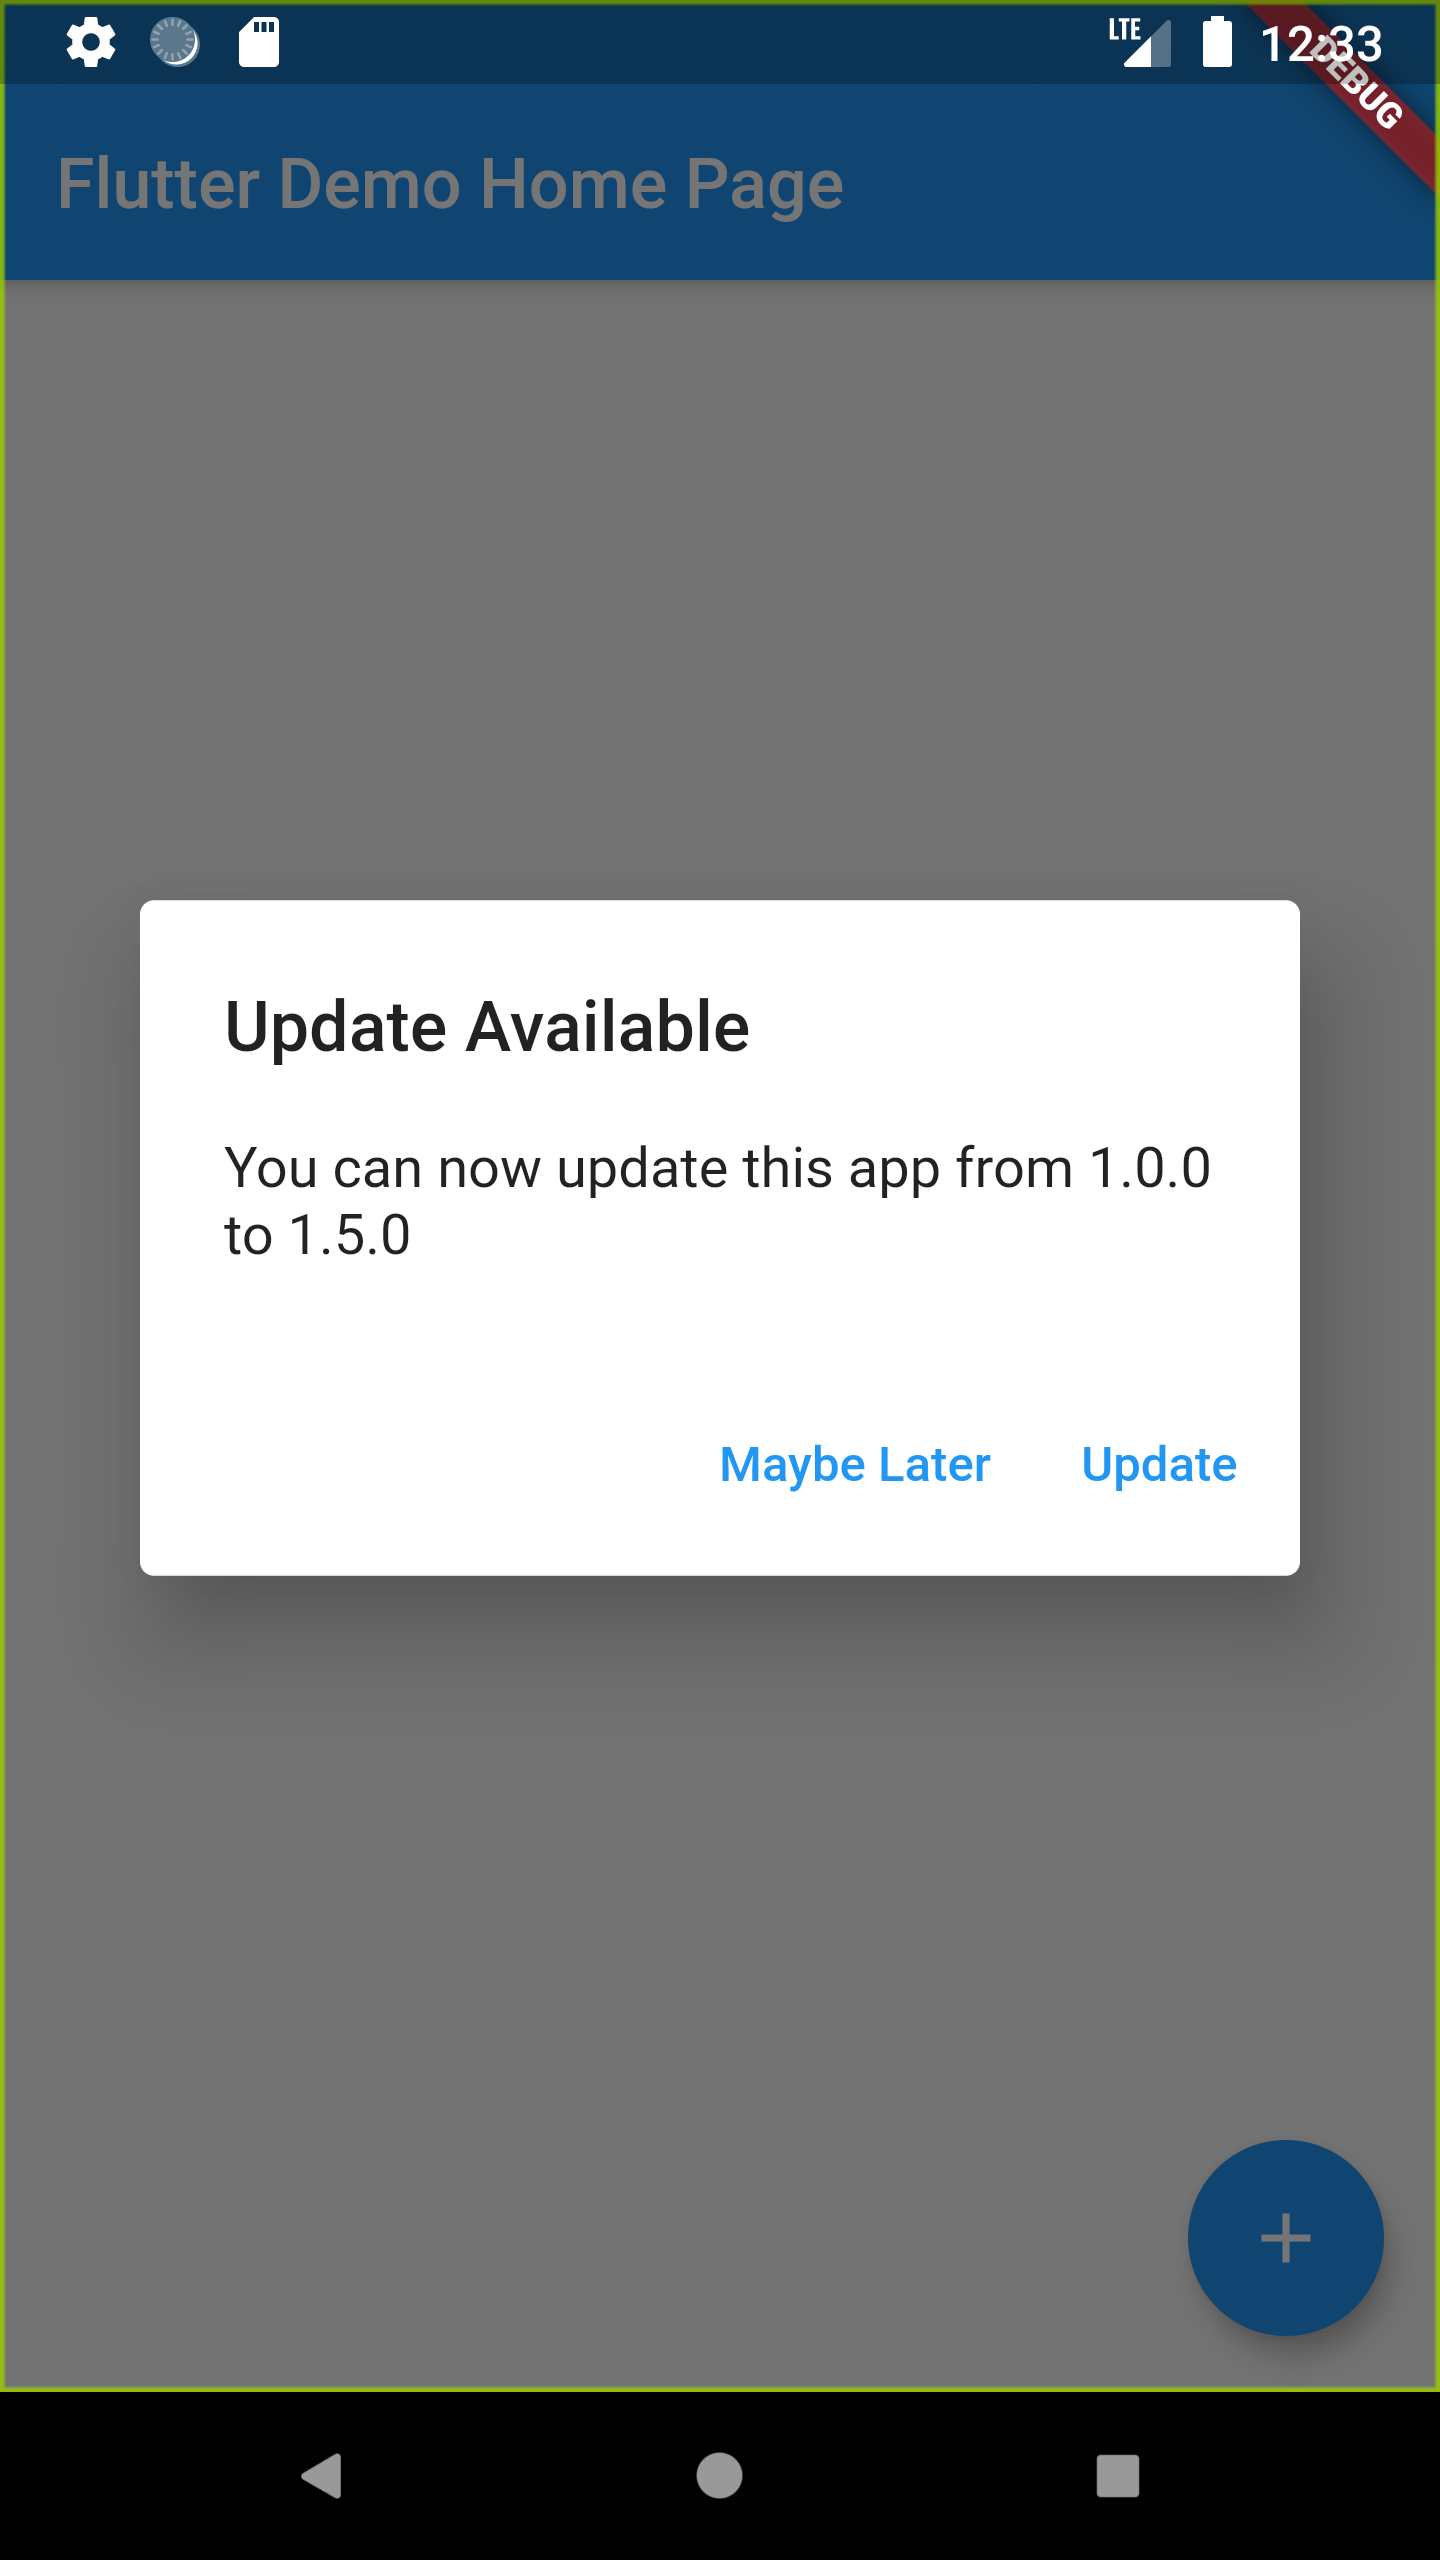 LTE 12:33
DEBUG
Flutter Demo Home Page
Update Available
You can now update this app from 1.0.0
to 1.5.0
Maybe Later Update